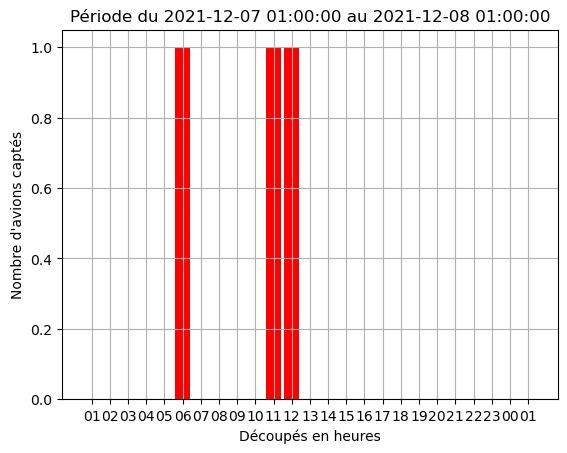 Période du 2021-12-07 01:00:00 au 2021-12-08 01:00:00
Nombre d'avions captés
1.0
0.8
0.6
0.4
0.2
0.0
01 02 03 04 05 06 07 08 09 10 11 12 13 14 15 16 17 18 19 20 21 22 23 00 01
Découpés en heures